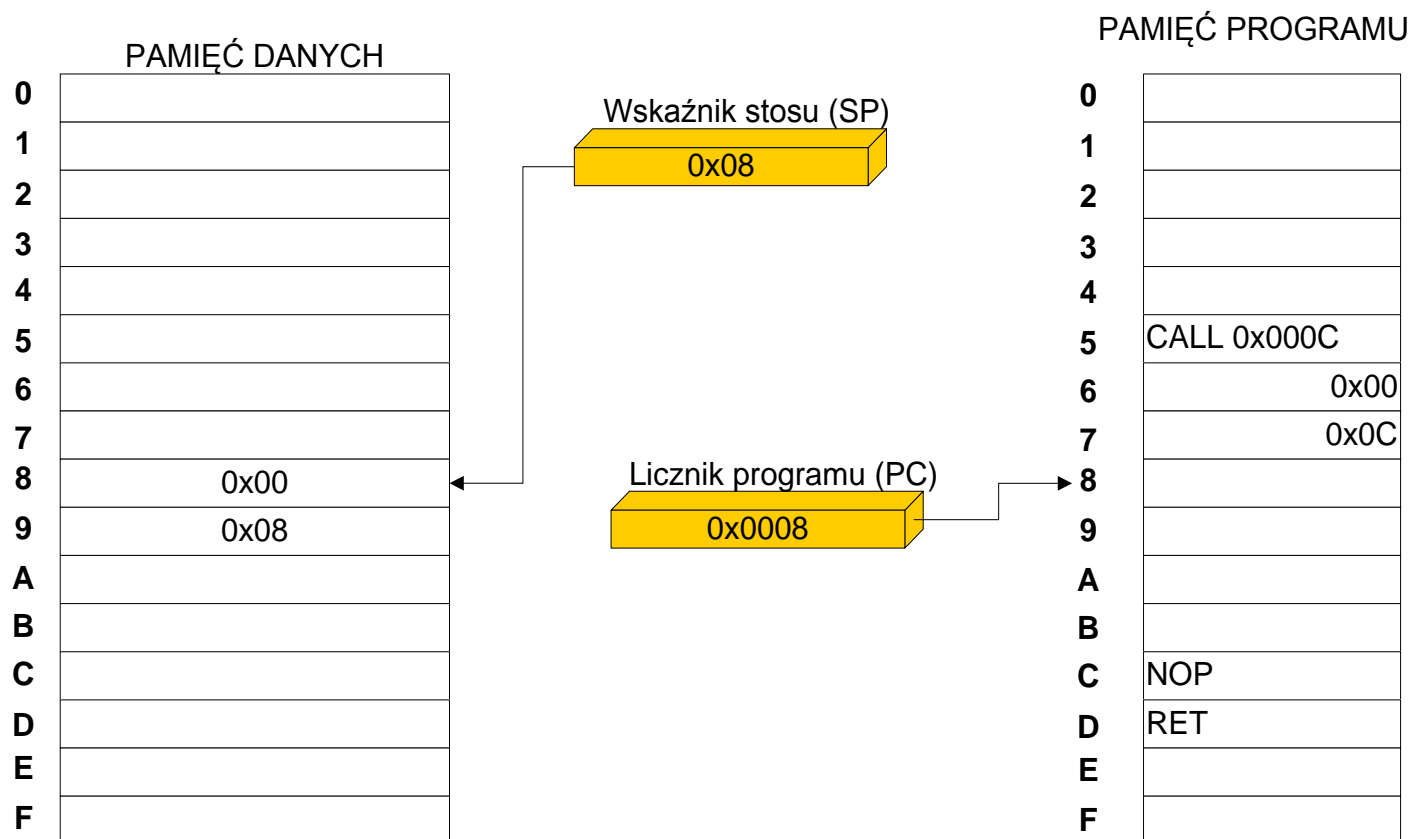 PAMIĘĆ PROGRAMU
PAMIĘĆ DANYCH
0
1
2
3
4
5
6
7
8 0x00
9 0x08
A
B
C
D
E
F
Wskaźnik stosu (SP)
0x08
Licznik programu (PC)
0x0008
0
1
2
3
4
5 CALL 0x000C
6 0x00
7 0x0C
8
9
A
B
C NOP
D RET
E
F